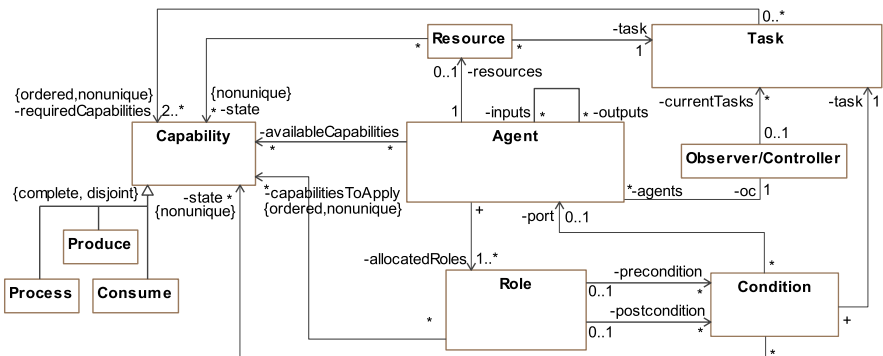 0..*
Resource
-task
Task
*
*
1
{ordered,nonunique}
{nonunique}
0..1
-resources
-requiredCapabilities
2..*
*
-state
1
-inputs
*
*
-outputs
-currentTasks
*
-task
1
Capability
-availableCapabilities
Agent
0..1
*
*
Observer/Controller
{complete, disjoint}
-state
*
*
-capabilitiesToApply
*
-agents
-oc
1
{nonunique}
{ordered,nonunique}
+
-port
0..1
Produce
-allocatedRoles
1..*
*
Process
Consume
Role
-precondition
Condition
0..1
*
-postcondition
*
0..1
*
+
*